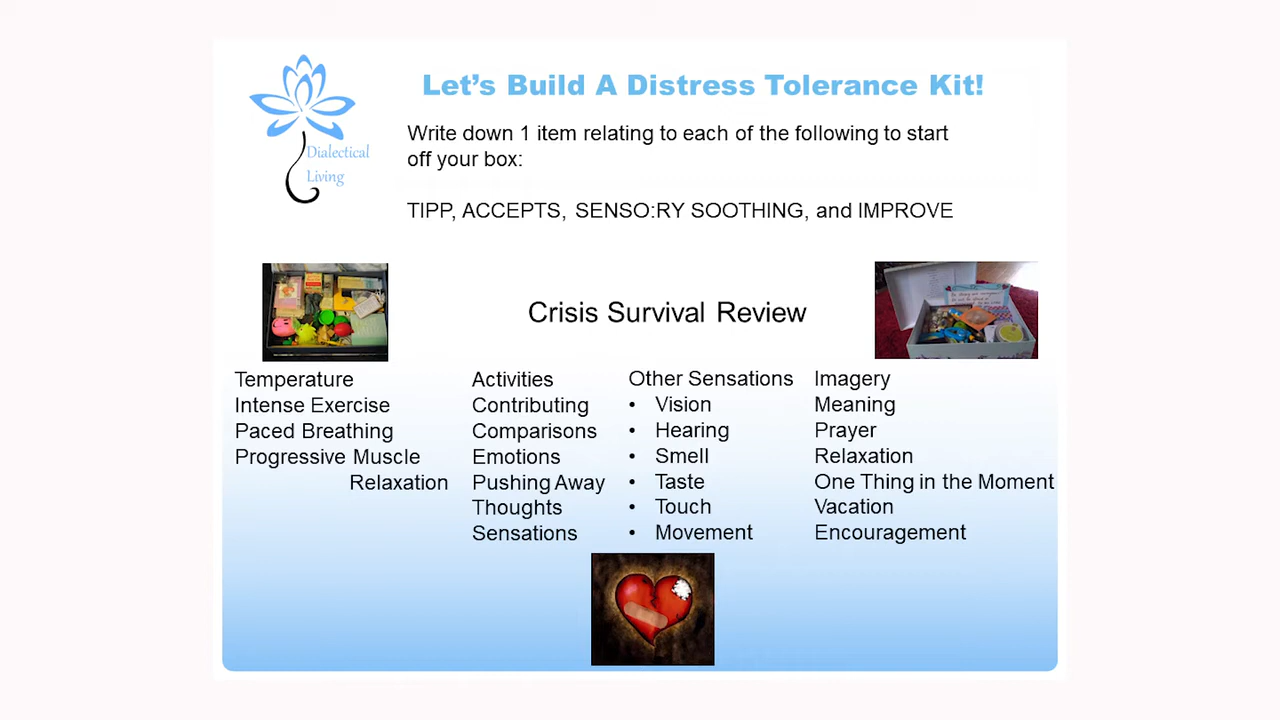 Let's Build A Distress Tolerance Kit!
Write down 1 item relating to each of the following to start
off your box:
Dialectical
Living
TIPP, ACCEPTS, SENSO:RY SOOTHING, and IMPROVE
Crisis Survival Review
Temperature
Intense Exercise
Paced Breathing
Progressive Muscle
Relaxation
Activities
Contributing
Comparisons
Emotions
Pushing Away
Thoughts
Sensations
Other Sensations
• Vision
• Hearing
• Smell
• Taste
• Touch
• Movement
Imagery
Meaning
Prayer
Relaxation
One Thing in the Moment
Vacation
Encouragement